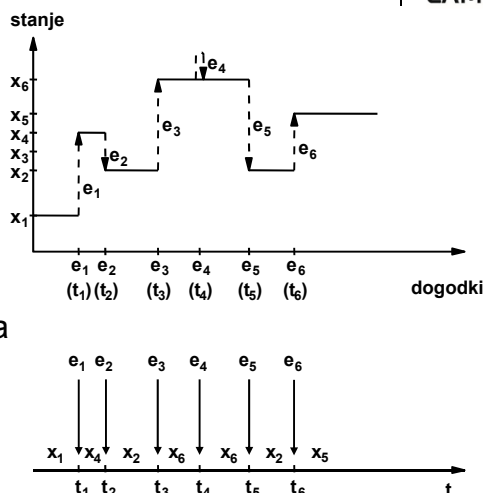 stanje
x6
e4
x5
x4
e3
e5
x3
e2
e6
x2
e1
x1
e1 e2 e3 e4 e5 e6
(t1) (t2) (t3) (t4) (t5) (t6)
dogodki
a
e1 e2 e3 e4 e5 e6
x1 x4 x2 x6 x6 x2 x5
t1 t2 t3 t4 t5 t6 t